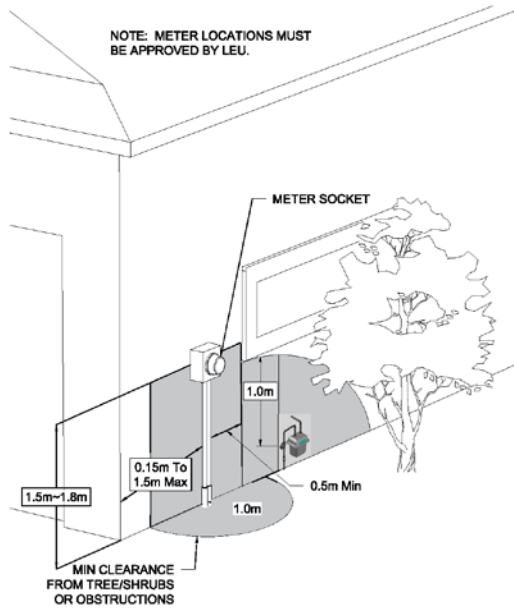 NOTE: METER LOCATIONS MUST
BE APPROVED BY LEU.
METER SOCKET
1.0m
0.15m To
1.5m Max
1.5m~1.8m
0.5m Min
1.0m
MIN CLEARANCE
FROM TREE/SHRUBS
OR OBSTRUCTIONS